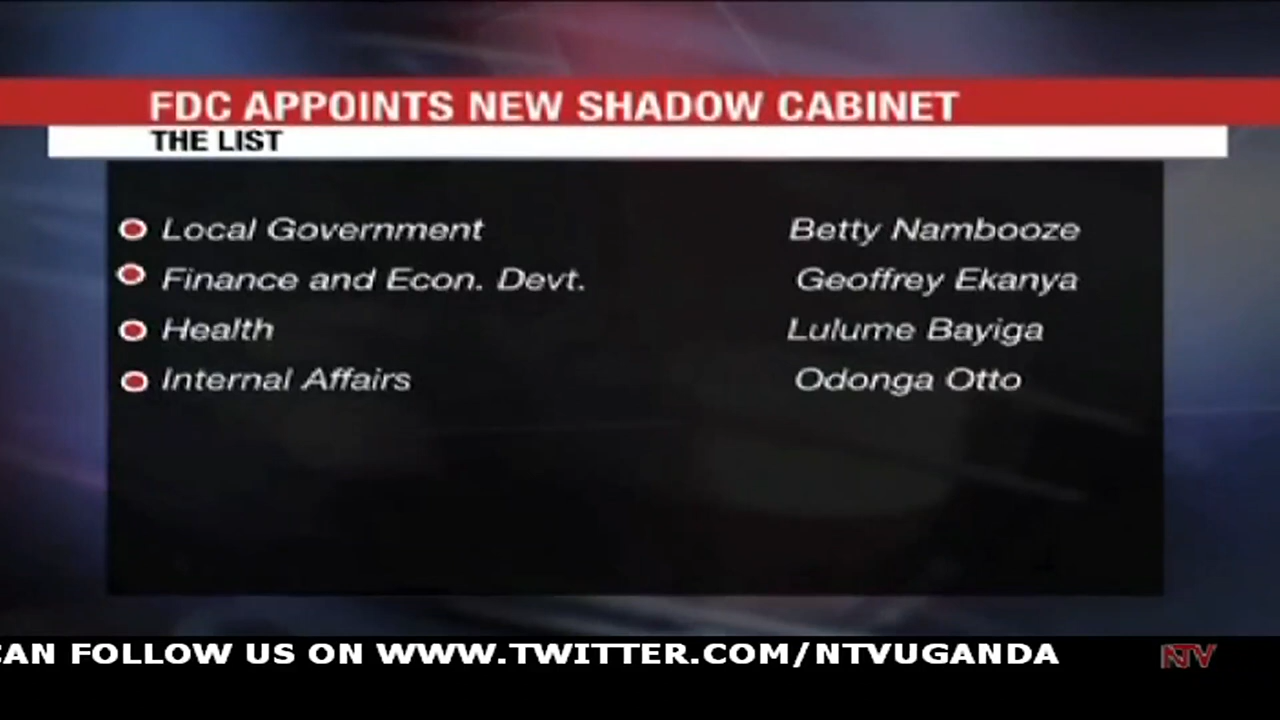 FDC APPOINTS NEW SHADOW CABINET
THE LIST
Local Government Betty Nambooze
Finance and Econ. Devt. Geoffrey Ekanya
Health Lulume Bayiga
Internal Affairs Odonga Otto
CAN FOLLOW US ON WWW.TWITTER.COM/NTVUGANDA
NTV